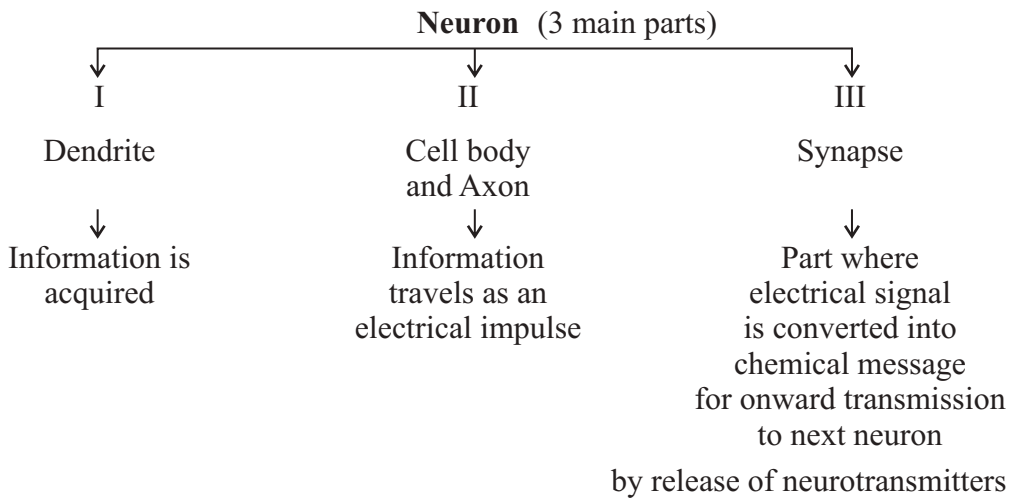 Neuron (3 main parts)
I
II
III
Dendrite
Cell body
and Axon
Synapse
Information is
acquired
Information
travels as an
electrical impulse
Part where
electrical signal
is converted into
chemical message
for onward transmission
to next neuron
by release of neurotransmitters